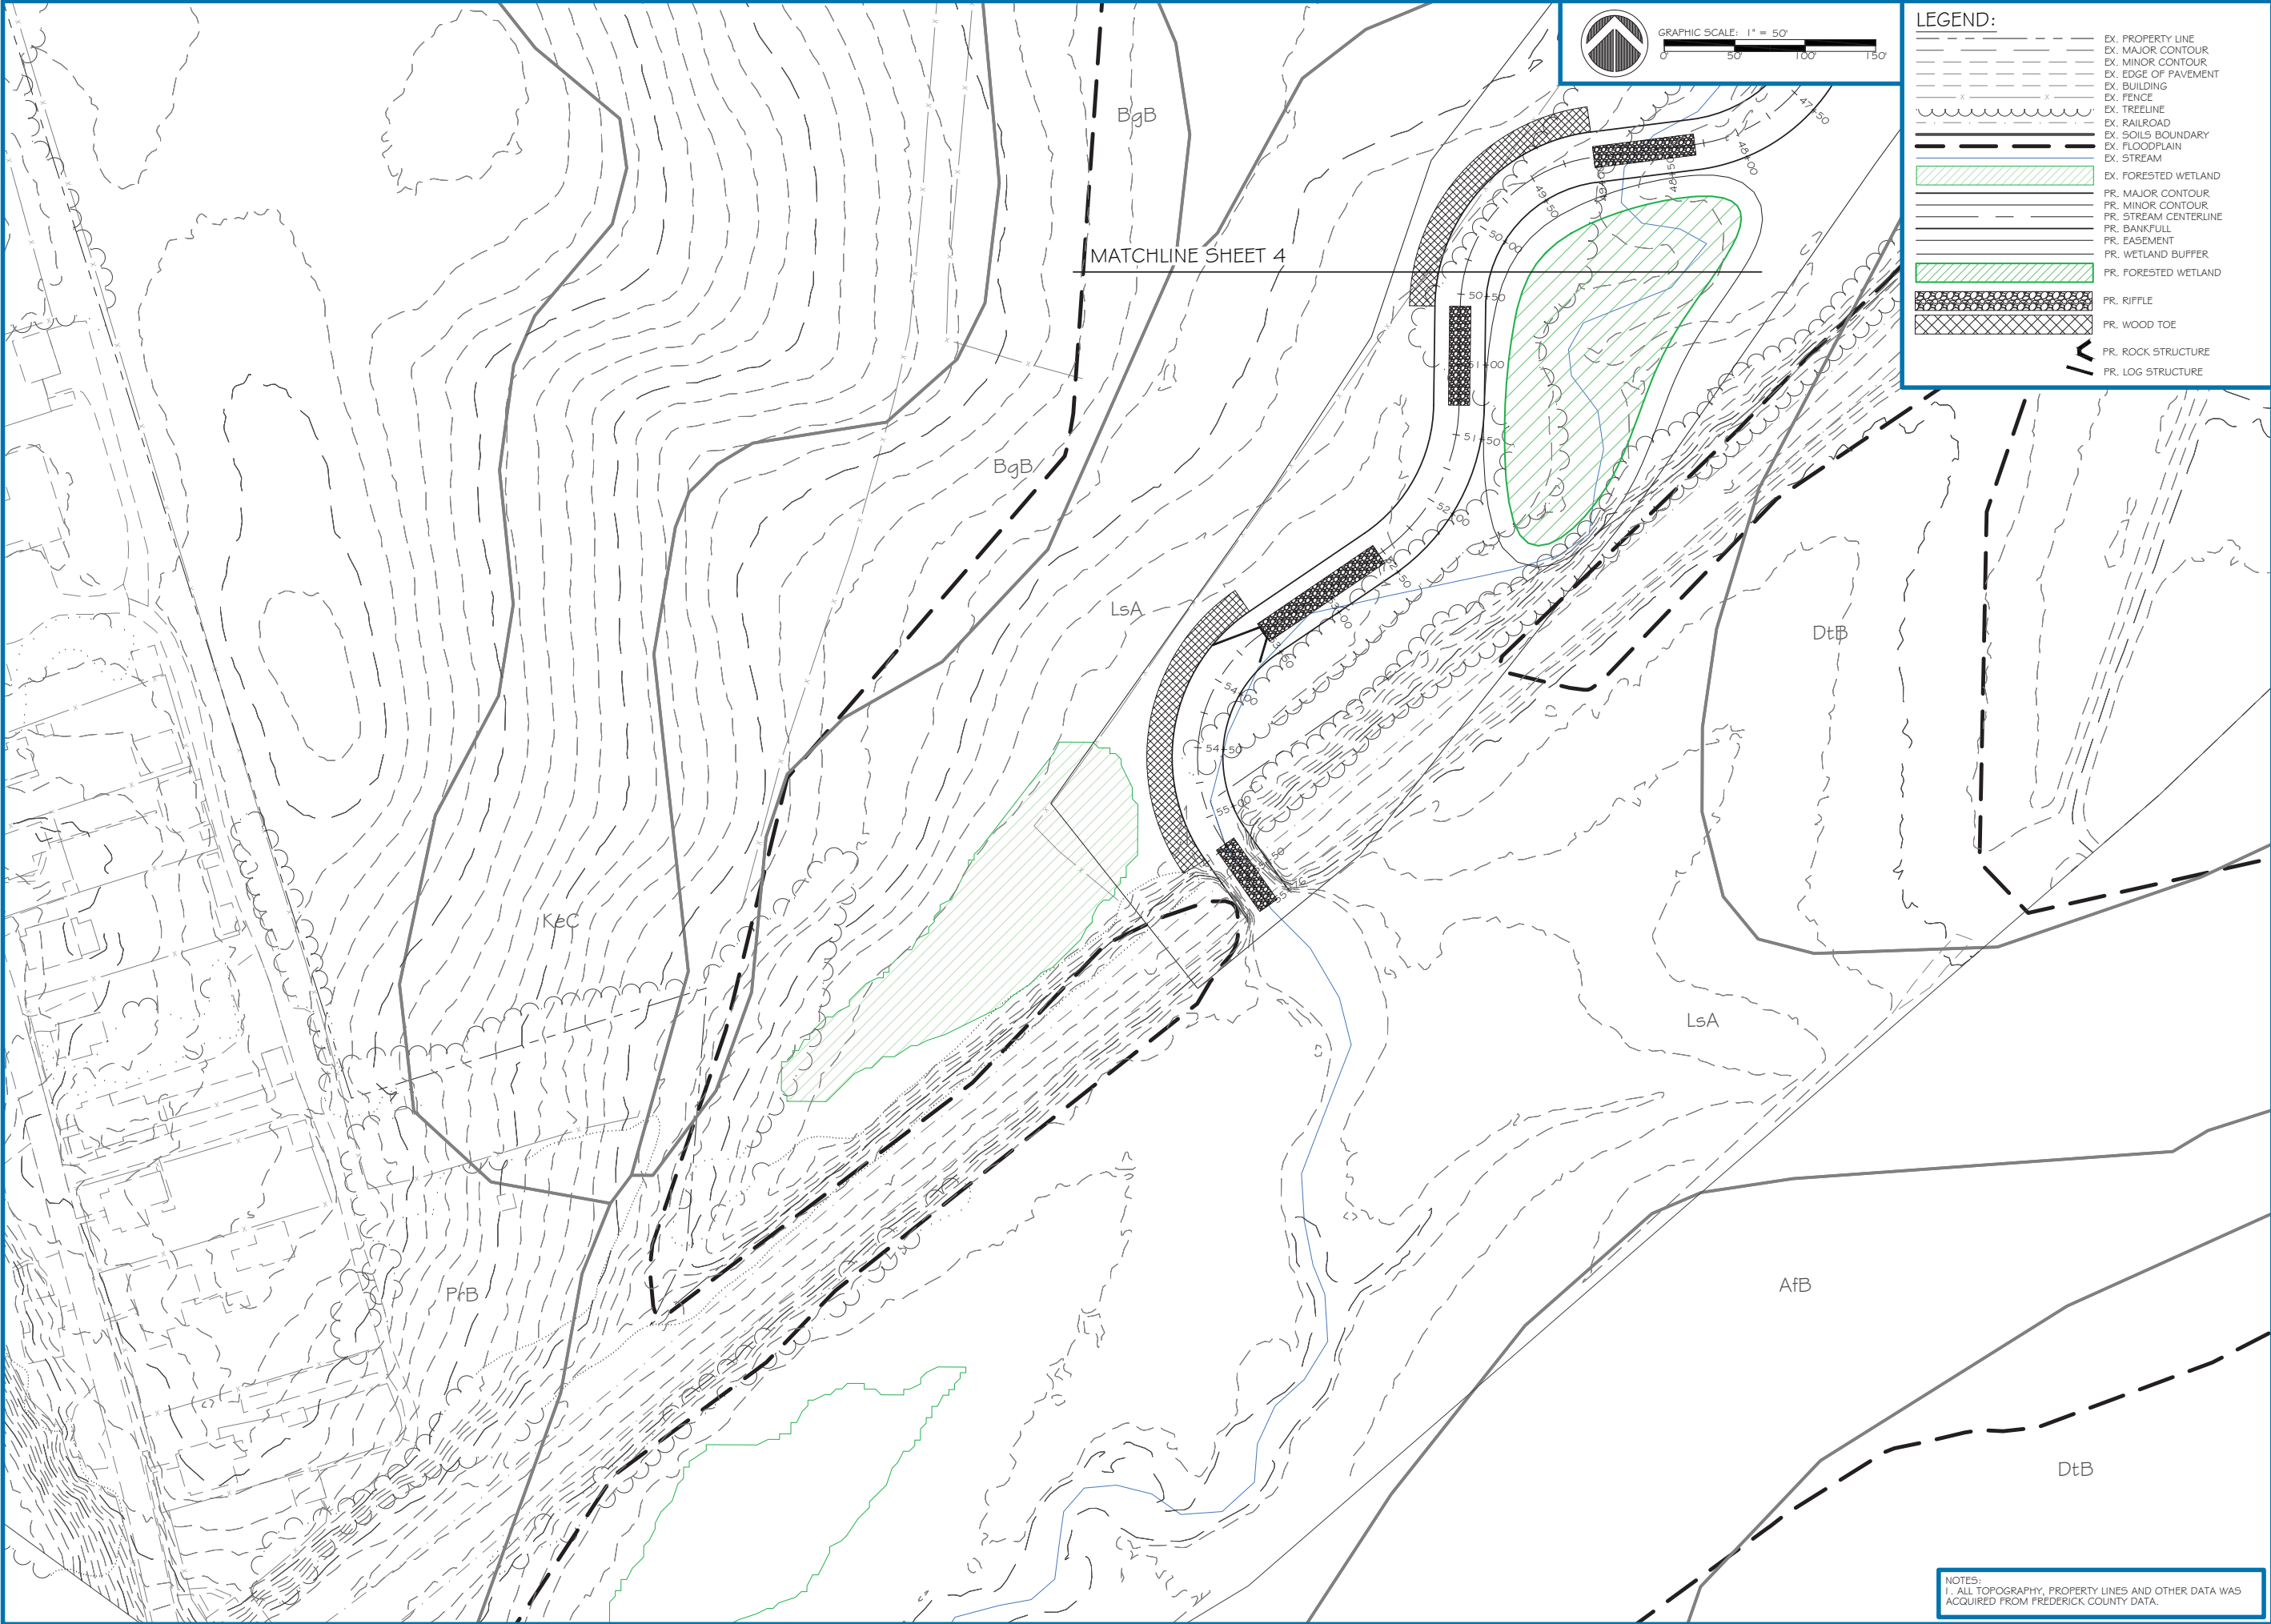 GRAPHIC SCALE: 1" = 50'
0' 50' 100' 150'
LEGEND:
EX. PROPERTY LINE
EX. MAJOR CONTOUR
EX. MINOR CONTOUR
EX. EDGE OF PAVEMENT
EX. BUILDING
EX. FENCE
EX. TREELINE
EX. RAILROAD
EX. SOILS BOUNDARY
EX. FLOODPLAIN
EX. STREAM
EX. FORESTED WETLAND
PR. MAJOR CONTOUR
PR. MINOR CONTOUR
PR. STREAM CENTERLINE
PR. BANKFULL
PR. EASEMENT
PR. WETLAND BUFFER
PR. FORESTED WETLAND
PR. RIFFLE
PR. WOOD TOE
PR. ROCK STRUCTURE
PR. LOG STRUCTURE
47+50
BgB
48+00
48+50
49+50
50+00
MATCHLINE SHEET 4
50+50
51+00
51+50
BgB
52+00
52+50
LsA
DtB
54+00
54+50
55+00
KeC
LsA
PrB
AfB
DtB
NOTES:
1. ALL TOPOGRAPHY, PROPERTY LINES AND OTHER DATA WAS
ACQUIRED FROM FREDERICK COUNTY DATA.